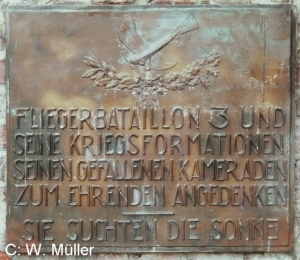 FLIEGERBATAILLON 3 UND
SEINE KRIEGSFORMATIONEN
SEINEN GEFALLENEN KAMERADEN
ZUM EHRENDEN ANGEDENKEN
SIE SUCHTEN DIE SONNE
C. W. Müller